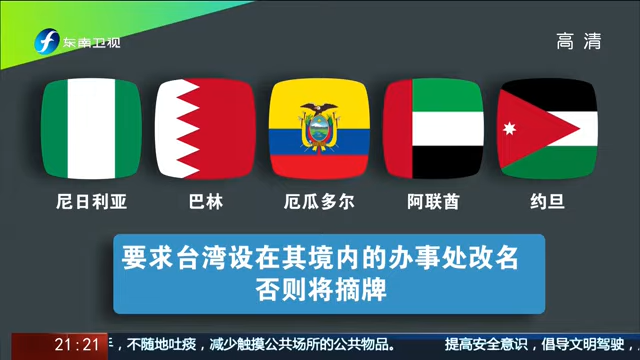 东南卫视
高清
尼日利亚
巴林
厄瓜多尔
阿联酋
约旦
要求台湾设在其境内的办事处改名
否则将摘牌
21:21
手，不随地吐痰，减少触摸公共场所的公共物品。 提高安全意识，倡导文明驾驶，